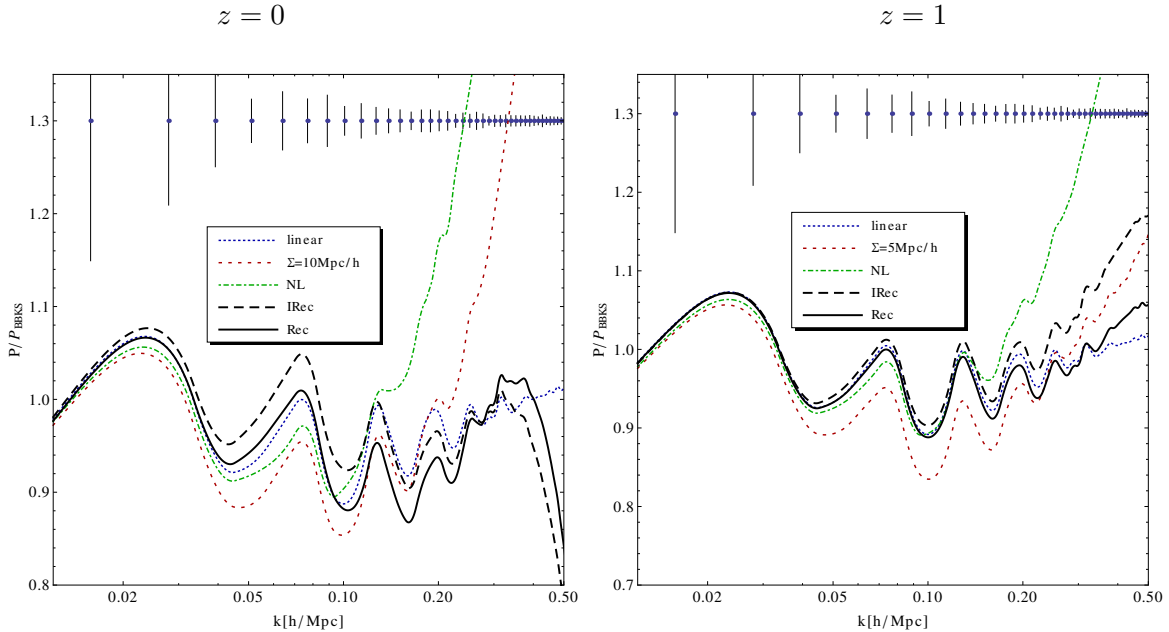 z = 0
z = 1
1.3
1.2
1.1
1.0
0.9
0.8
P/P_BBKS
linear
Σ=10Mpc/h
NL
IRec
Rec
0.02
0.05
0.10
0.20
0.50
k[h/Mpc]
1.3
1.2
1.1
1.0
0.9
0.8
0.7
P/P_BBKS
linear
Σ=5Mpc/h
NL
IRec
Rec
0.02
0.05
0.10
0.20
0.50
k[h/Mpc]